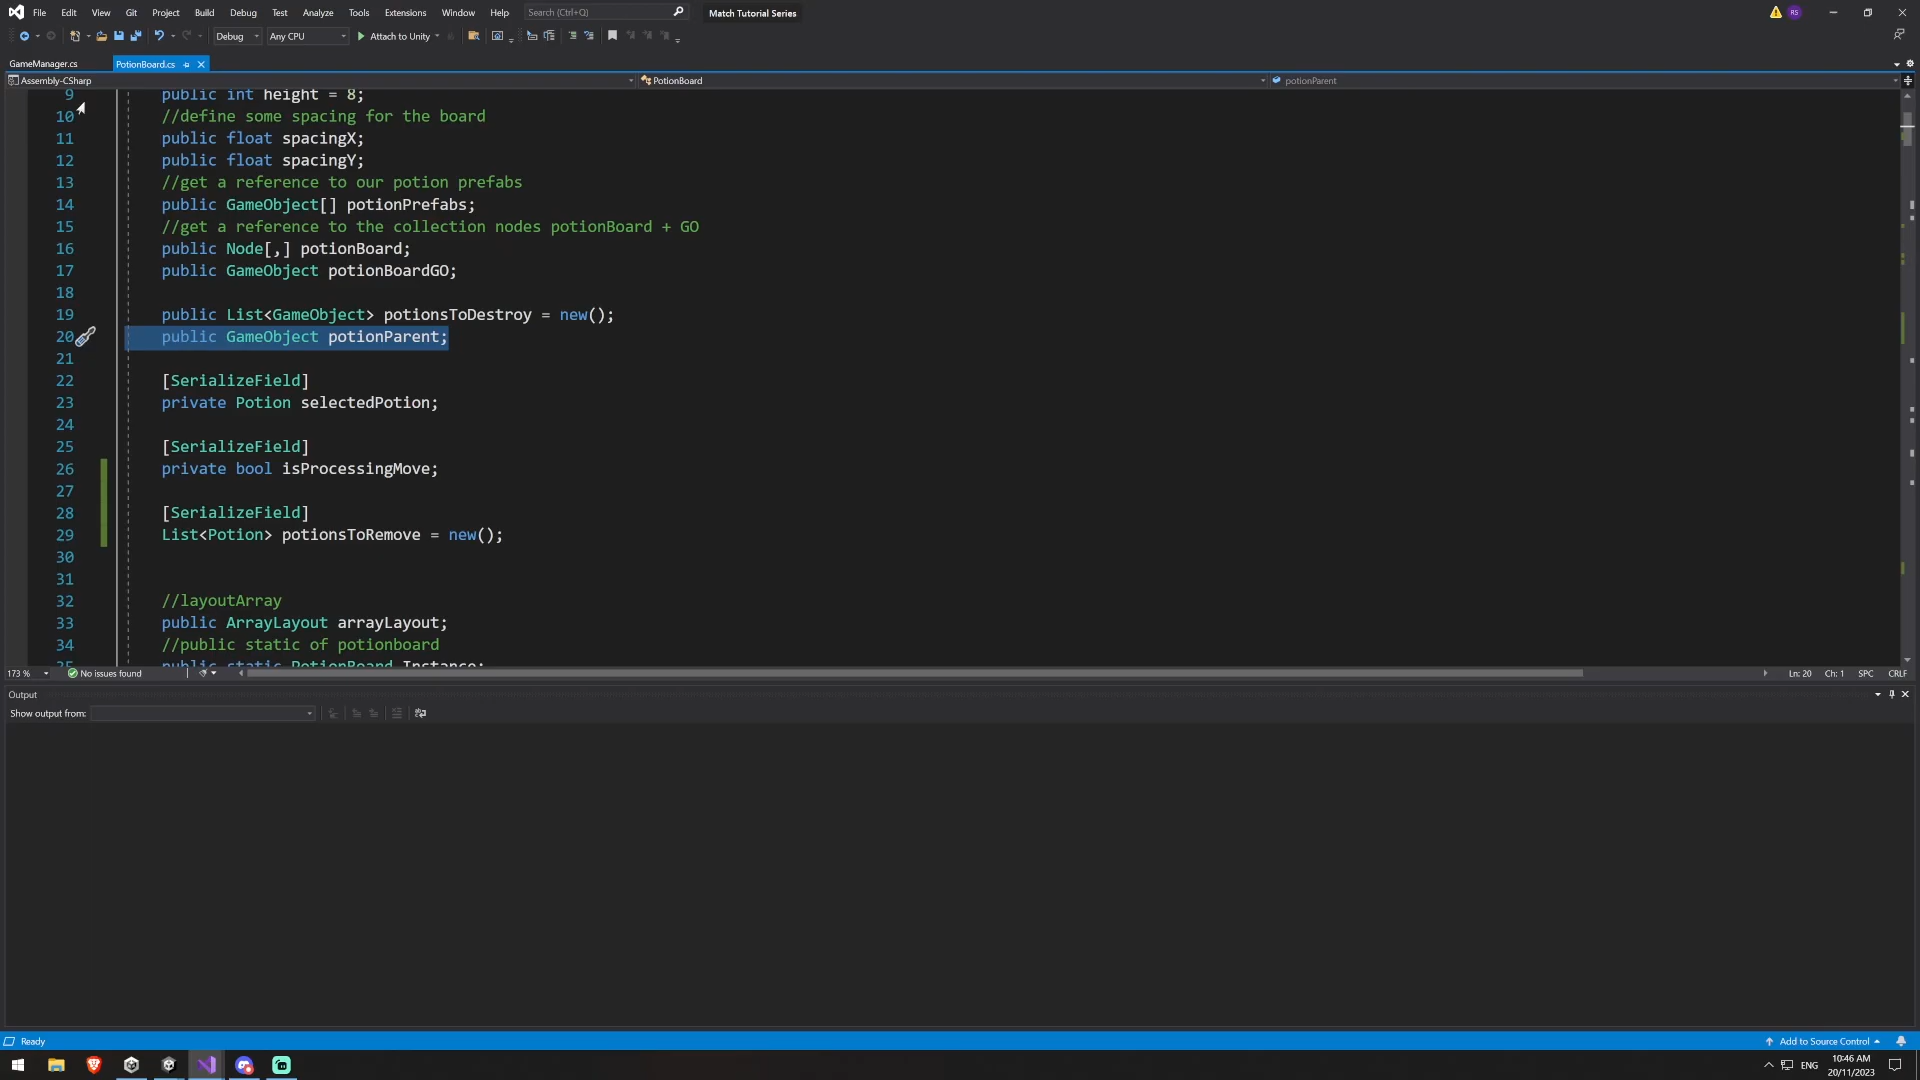 File Edit View Git Project Build Debug Test Analyze Tools Extensions Window Help Search (Ctrl+Q) Match Tutorial Series RS
Debug Any CPU Attach to Unity
GameManager.cs PotionBoard.cs
Assembly-CSharp PotionBoard potionParent
9 public int height = 8;
10 //define some spacing for the board
11 public float spacingX;
12 public float spacingY;
13 //get a reference to our potion prefabs
14 public GameObject[] potionPrefabs;
15 //get a reference to the collection nodes potionBoard + GO
16 public Node[,] potionBoard;
17 public GameObject potionBoardGO;
18
19 public List<GameObject> potionsToDestroy = new();
20 public GameObject potionParent;
21
22 [SerializeField]
23 private Potion selectedPotion;
24
25 [SerializeField]
26 private bool isProcessingMove;
27
28 [SerializeField]
29 List<Potion> potionsToRemove = new();
30
31
32 //layoutArray
33 public ArrayLayout arrayLayout;
34 //public static of potionboard
35 public static PotionBoard Instance;
173 % No issues found Ln: 20 Ch: 1 SPC CRLF
Output
Show output from:
Ready Add to Source Control
ENG 10:46 AM
20/11/2023